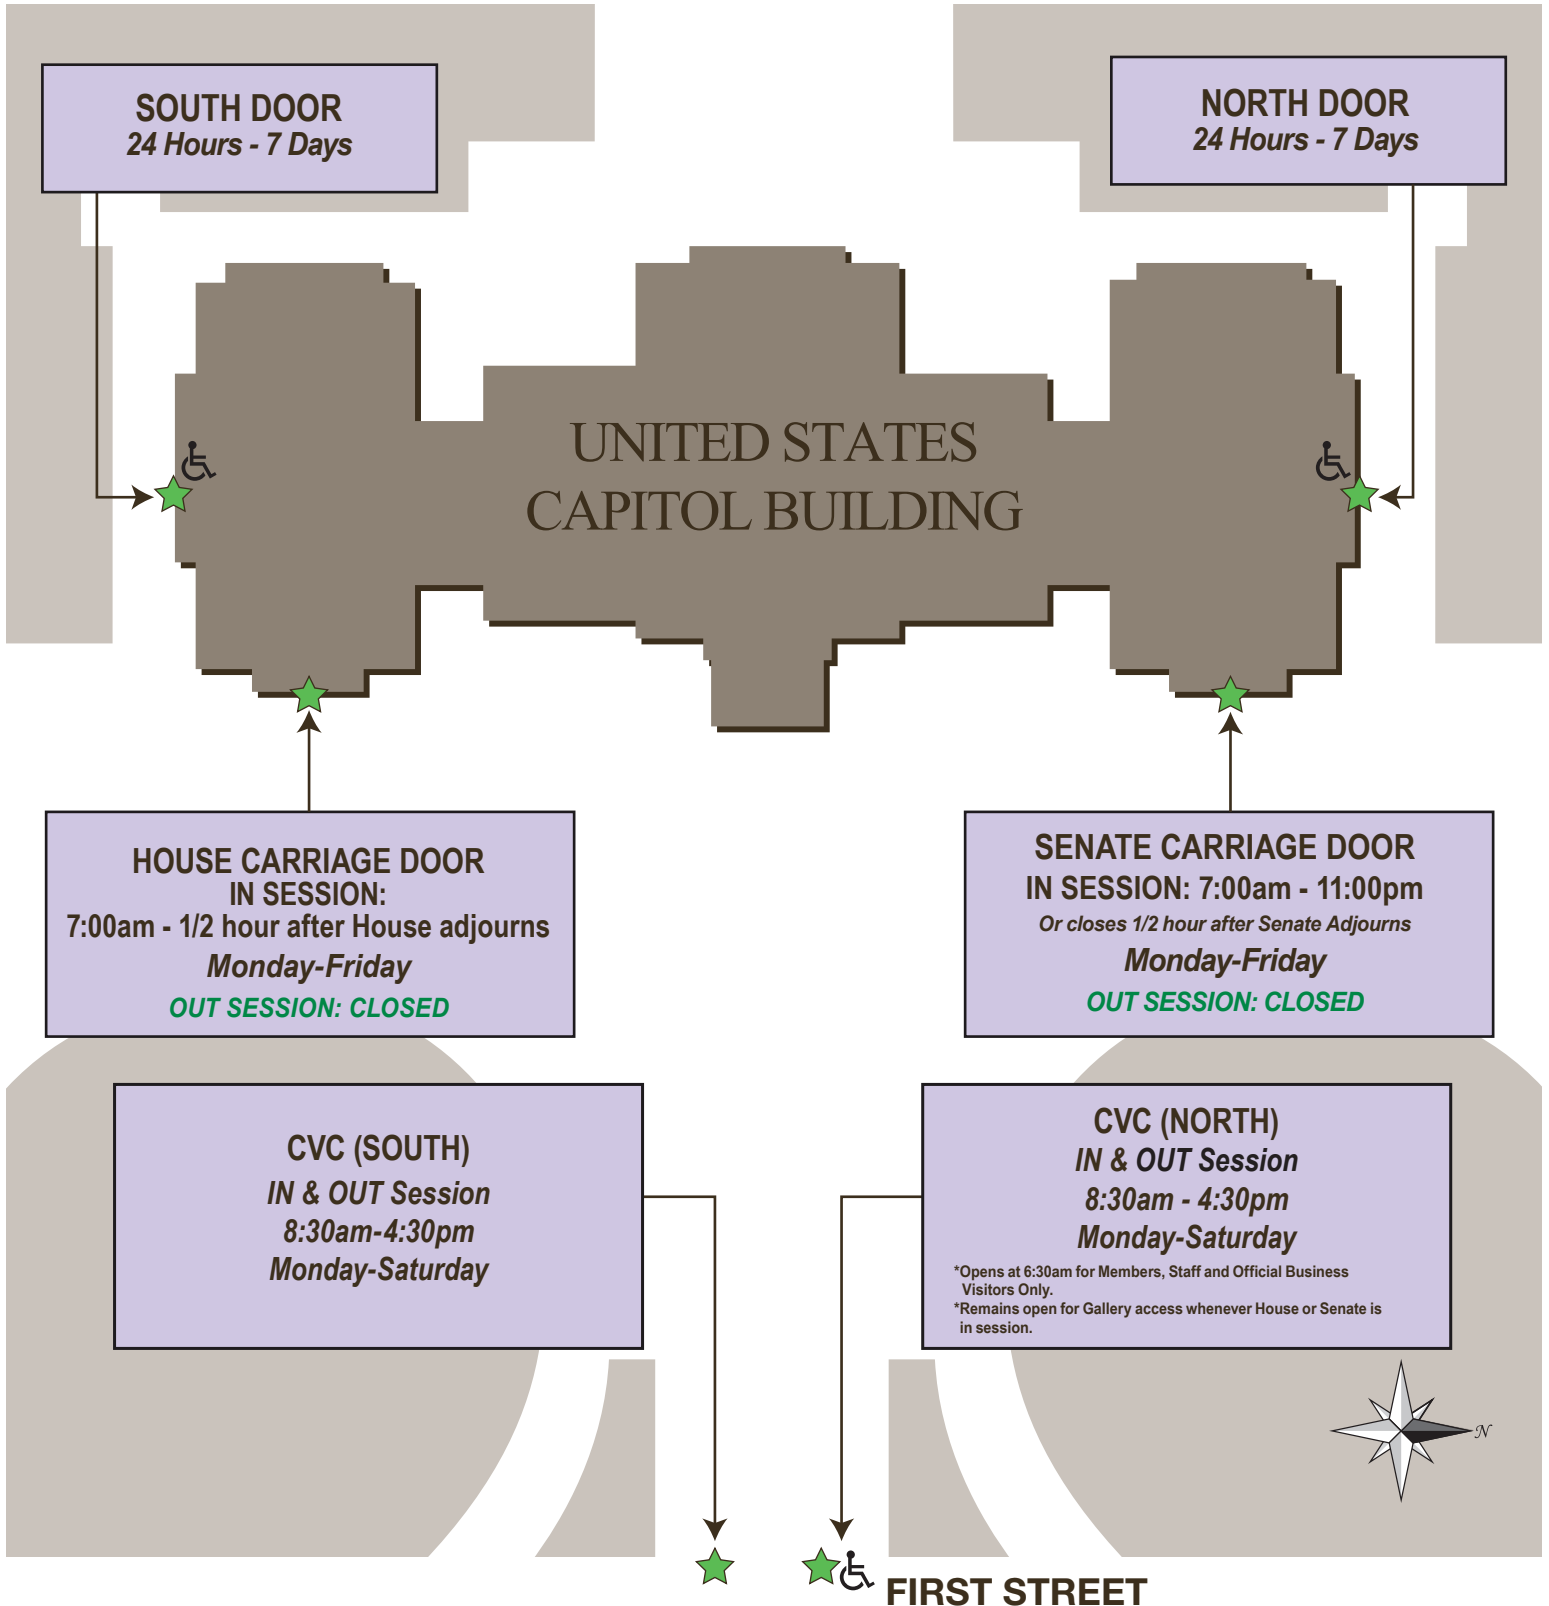 SOUTH DOOR
24 Hours - 7 Days
NORTH DOOR
24 Hours - 7 Days
UNITED STATES
CAPITOL BUILDING
HOUSE CARRIAGE DOOR
IN SESSION:
7:00am - 1/2 hour after House adjourns
Monday-Friday
OUT SESSION: CLOSED
SENATE CARRIAGE DOOR
IN SESSION: 7:00am - 11:00pm
Or closes 1/2 hour after Senate Adjourns
Monday-Friday
OUT SESSION: CLOSED
CVC (SOUTH)
IN & OUT Session
8:30am-4:30pm
Monday-Saturday
CVC (NORTH)
IN & OUT Session
8:30am - 4:30pm
Monday-Saturday
*Opens at 6:30am for Members, Staff and Official Business
Visitors Only.
*Remains open for Gallery access whenever House or Senate is
in session.
N
FIRST STREET